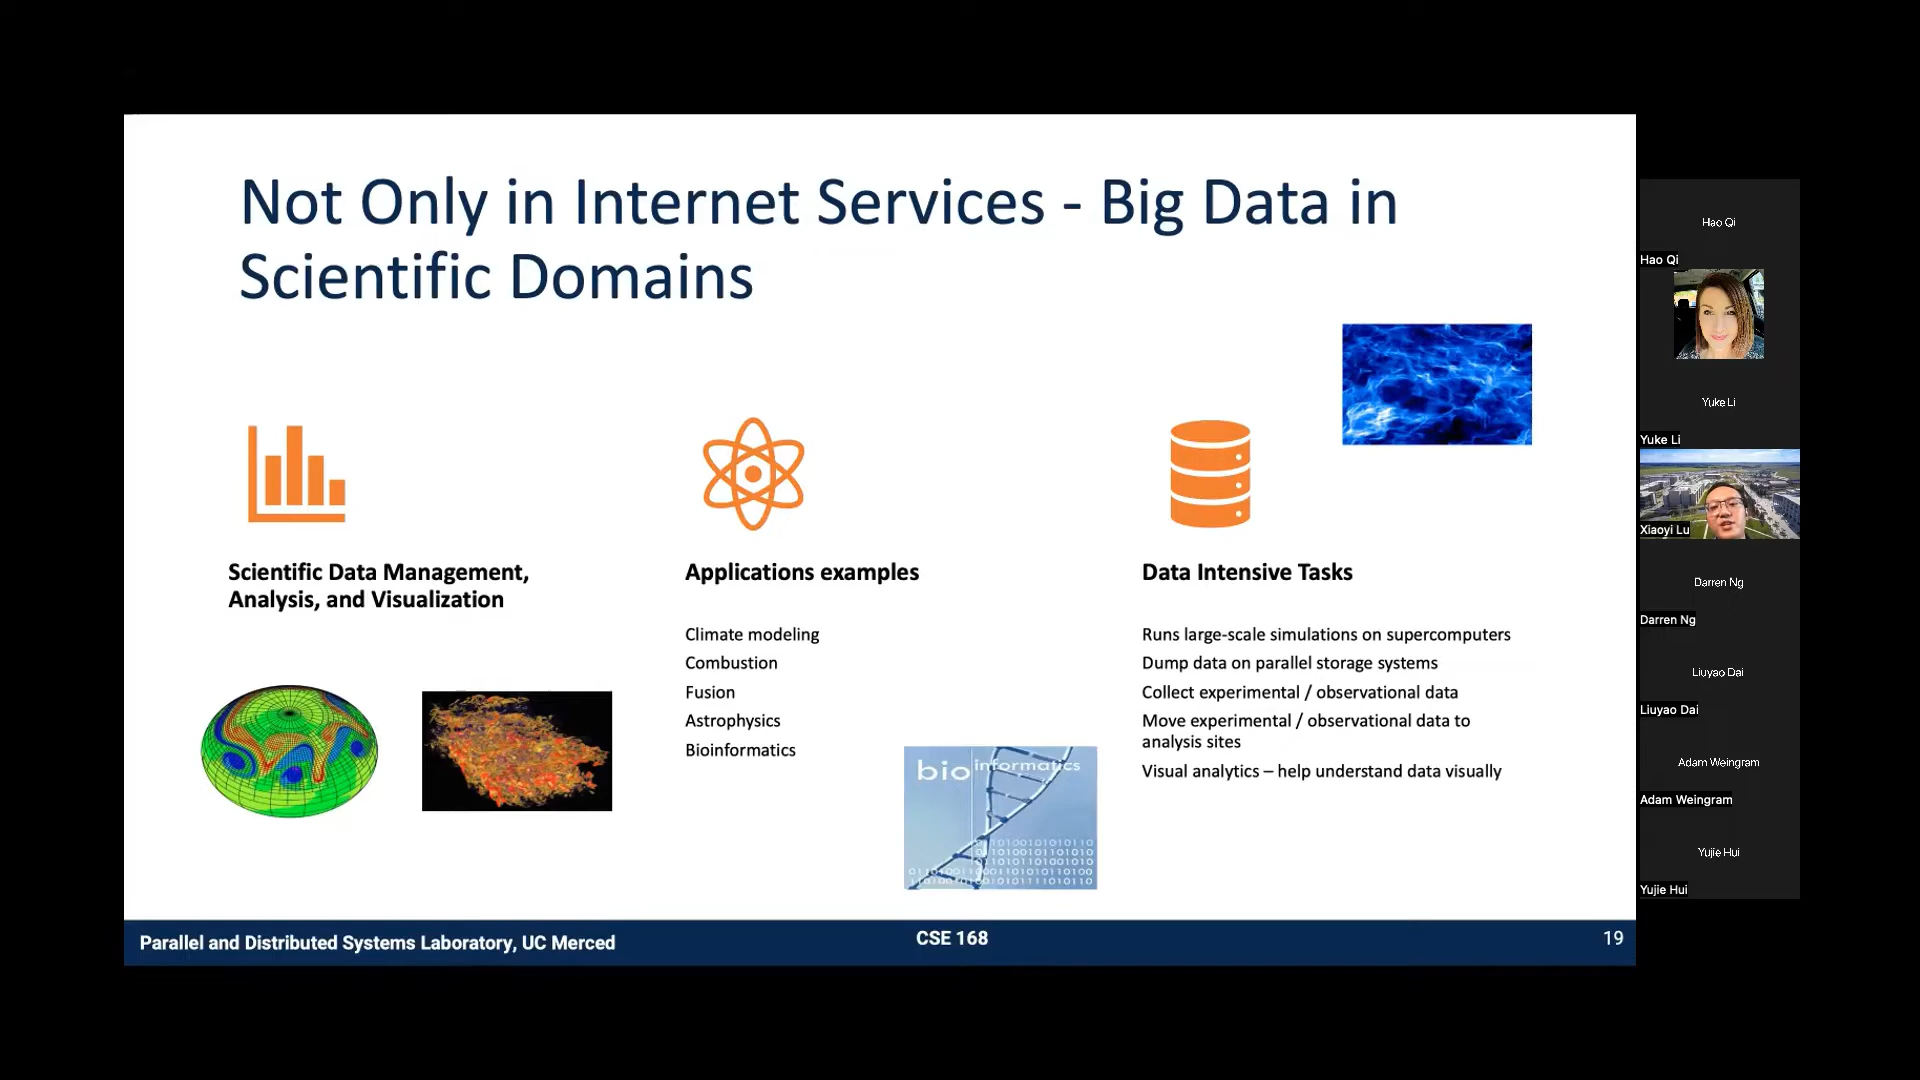 Not Only in Internet Services - Big Data in
Scientific Domains
Scientific Data Management,
Analysis, and Visualization
Applications examples
Climate modeling
Combustion
Fusion
Astrophysics
Bioinformatics
bioinformatics
Data Intensive Tasks
Runs large-scale simulations on supercomputers
Dump data on parallel storage systems
Collect experimental / observational data
Move experimental / observational data to
analysis sites
Visual analytics – help understand data visually
Parallel and Distributed Systems Laboratory, UC Merced
CSE 168
19
Hao Qi
Hao Qi
Yuke Li
Yuke Li
Xiaoyi Lu
Darren Ng
Darren Ng
Liuyao Dai
Liuyao Dai
Adam Weingram
Adam Weingram
Yujie Hui
Yujie Hui